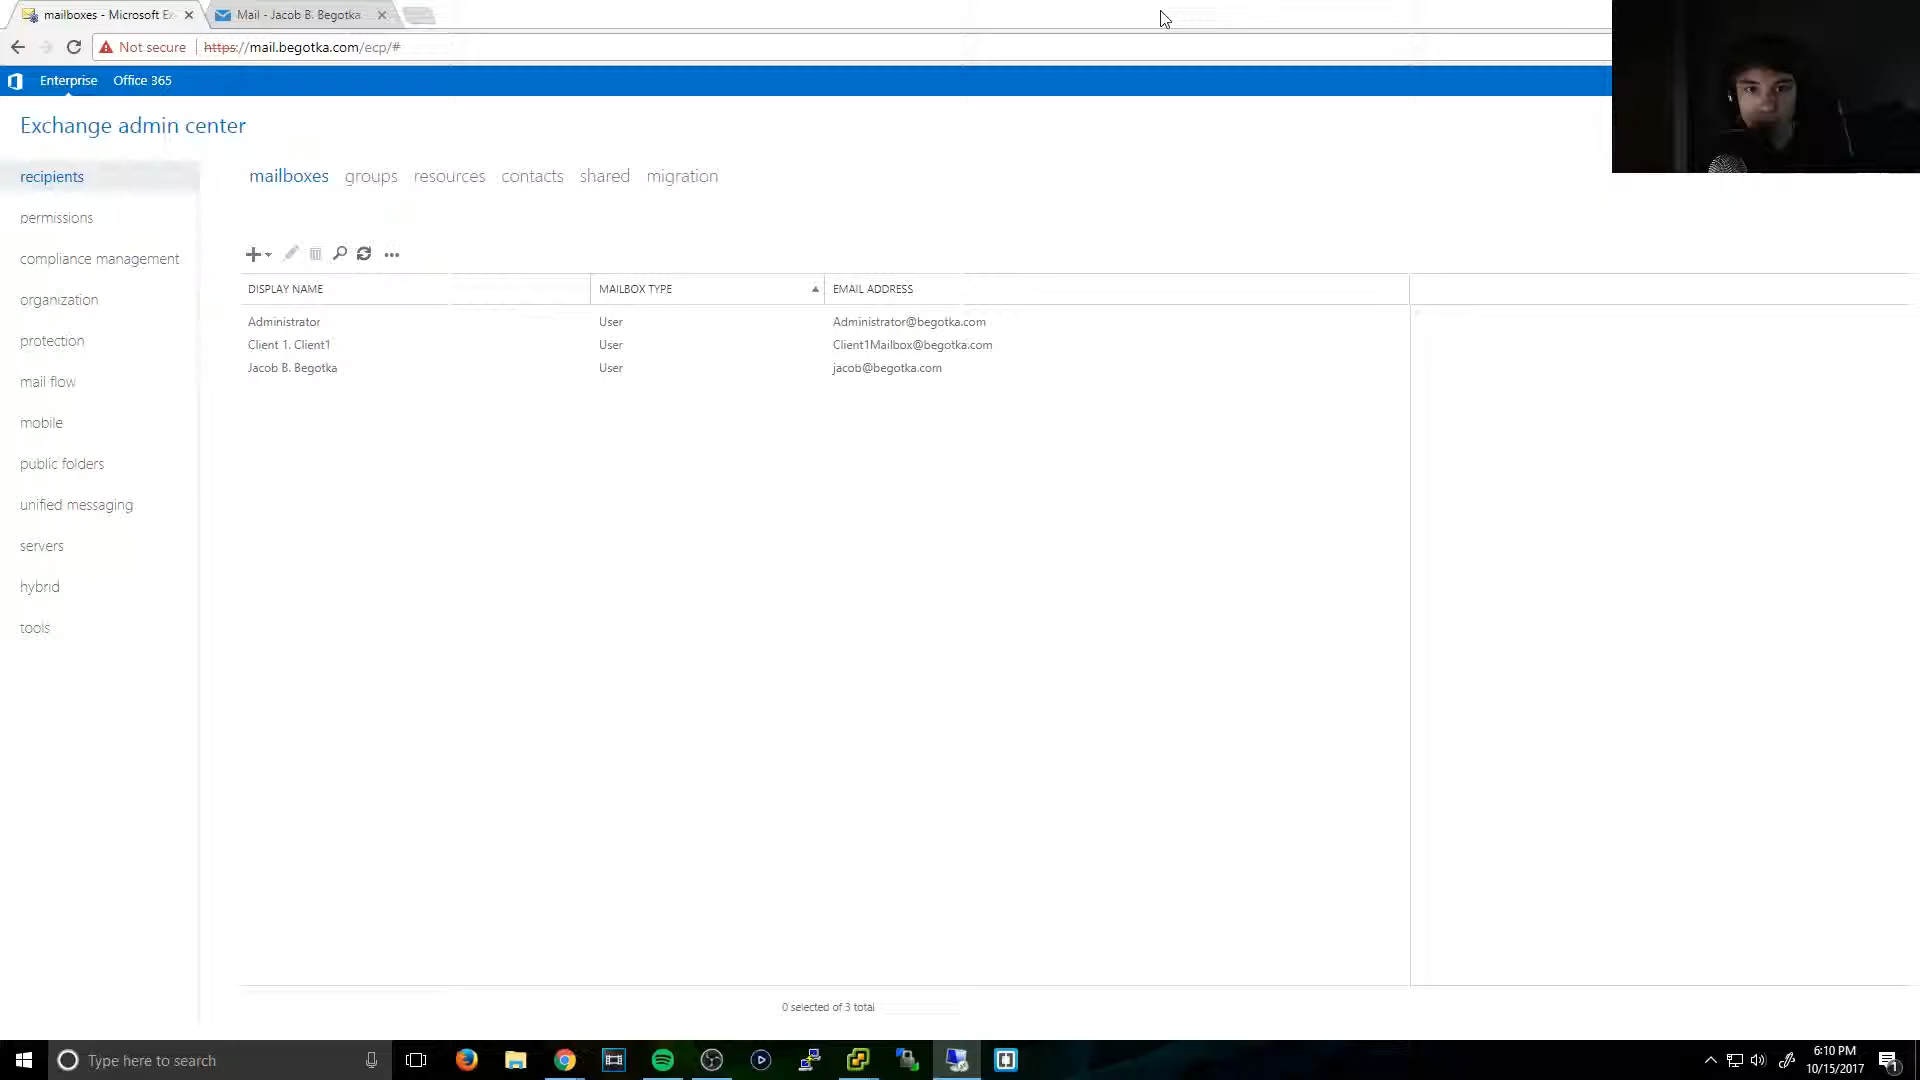 mailboxes - Microsoft Ex
Mail - Jacob B. Begotka
Not secure
https://mail.begotka.com/ecp/#
Enterprise
Office 365
Exchange admin center
recipients
permissions
compliance management
organization
protection
mail flow
mobile
public folders
unified messaging
servers
hybrid
tools
mailboxes groups resources contacts shared migration
DISPLAY NAME MAILBOX TYPE EMAIL ADDRESS
Administrator User Administrator@begotka.com
Client 1. Client1 User Client1Mailbox@begotka.com
Jacob B. Begotka User jacob@begotka.com
0 selected of 3 total
Type here to search
6:10 PM
10/15/2017
1